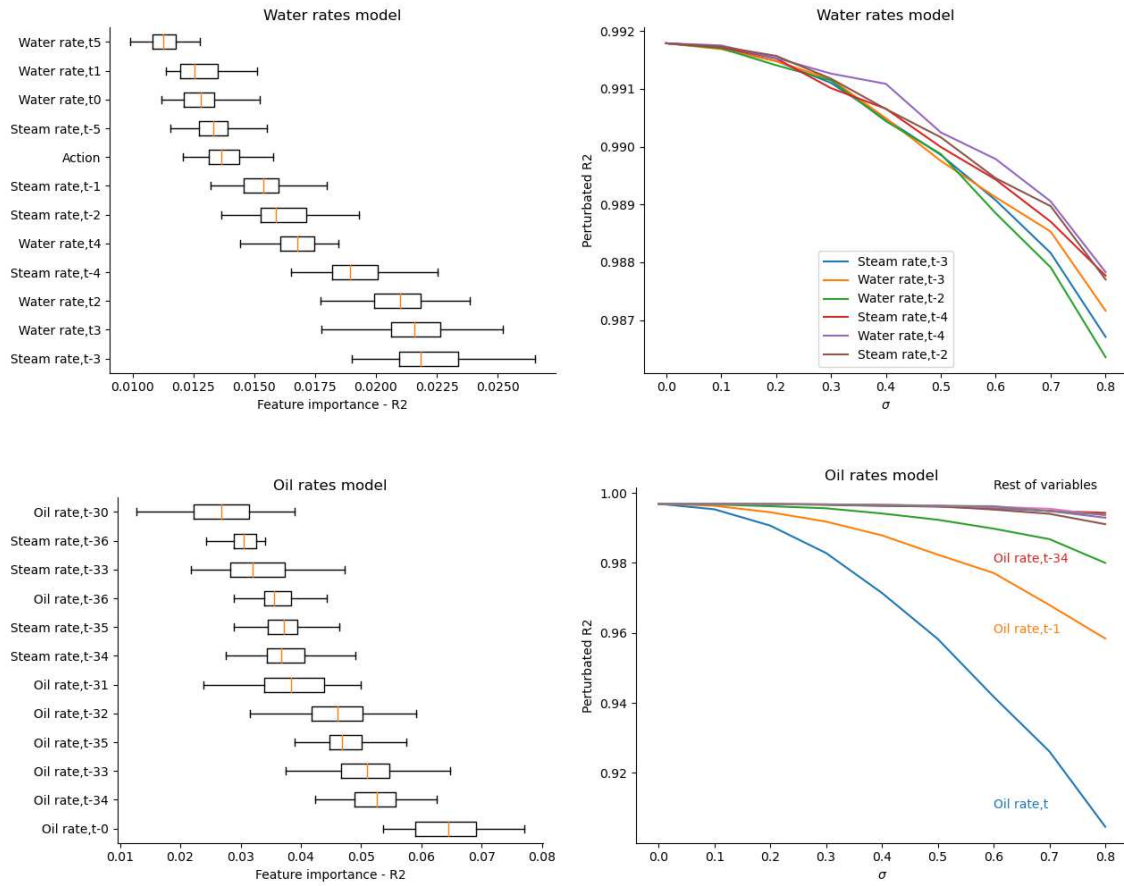 Water rates model
Water rate,t5
Water rate,t1
Water rate,t0
Steam rate,t-5
Action
Steam rate,t-1
Steam rate,t-2
Water rate,t4
Steam rate,t-4
Water rate,t2
Water rate,t3
Steam rate,t-3
0.0100 0.0125 0.0150 0.0175 0.0200 0.0225 0.0250
Feature importance - R2
Water rates model
0.992
0.991
0.990
0.989
0.988
0.987
Perturbated R2
Steam rate,t-3
Water rate,t-3
Water rate,t-2
Steam rate,t-4
Water rate,t-4
Steam rate,t-2
0.0 0.1 0.2 0.3 0.4 0.5 0.6 0.7 0.8
σ
Oil rates model
Oil rate,t-30
Steam rate,t-36
Steam rate,t-33
Oil rate,t-36
Steam rate,t-35
Steam rate,t-34
Oil rate,t-31
Oil rate,t-32
Oil rate,t-35
Oil rate,t-33
Oil rate,t-34
Oil rate,t-0
0.01 0.02 0.03 0.04 0.05 0.06 0.07 0.08
Feature importance - R2
Oil rates model
1.00
0.98
0.96
0.94
0.92
Perturbated R2
Rest of variables
Oil rate,t-34
Oil rate,t-1
Oil rate,t
0.0 0.1 0.2 0.3 0.4 0.5 0.6 0.7 0.8
σ